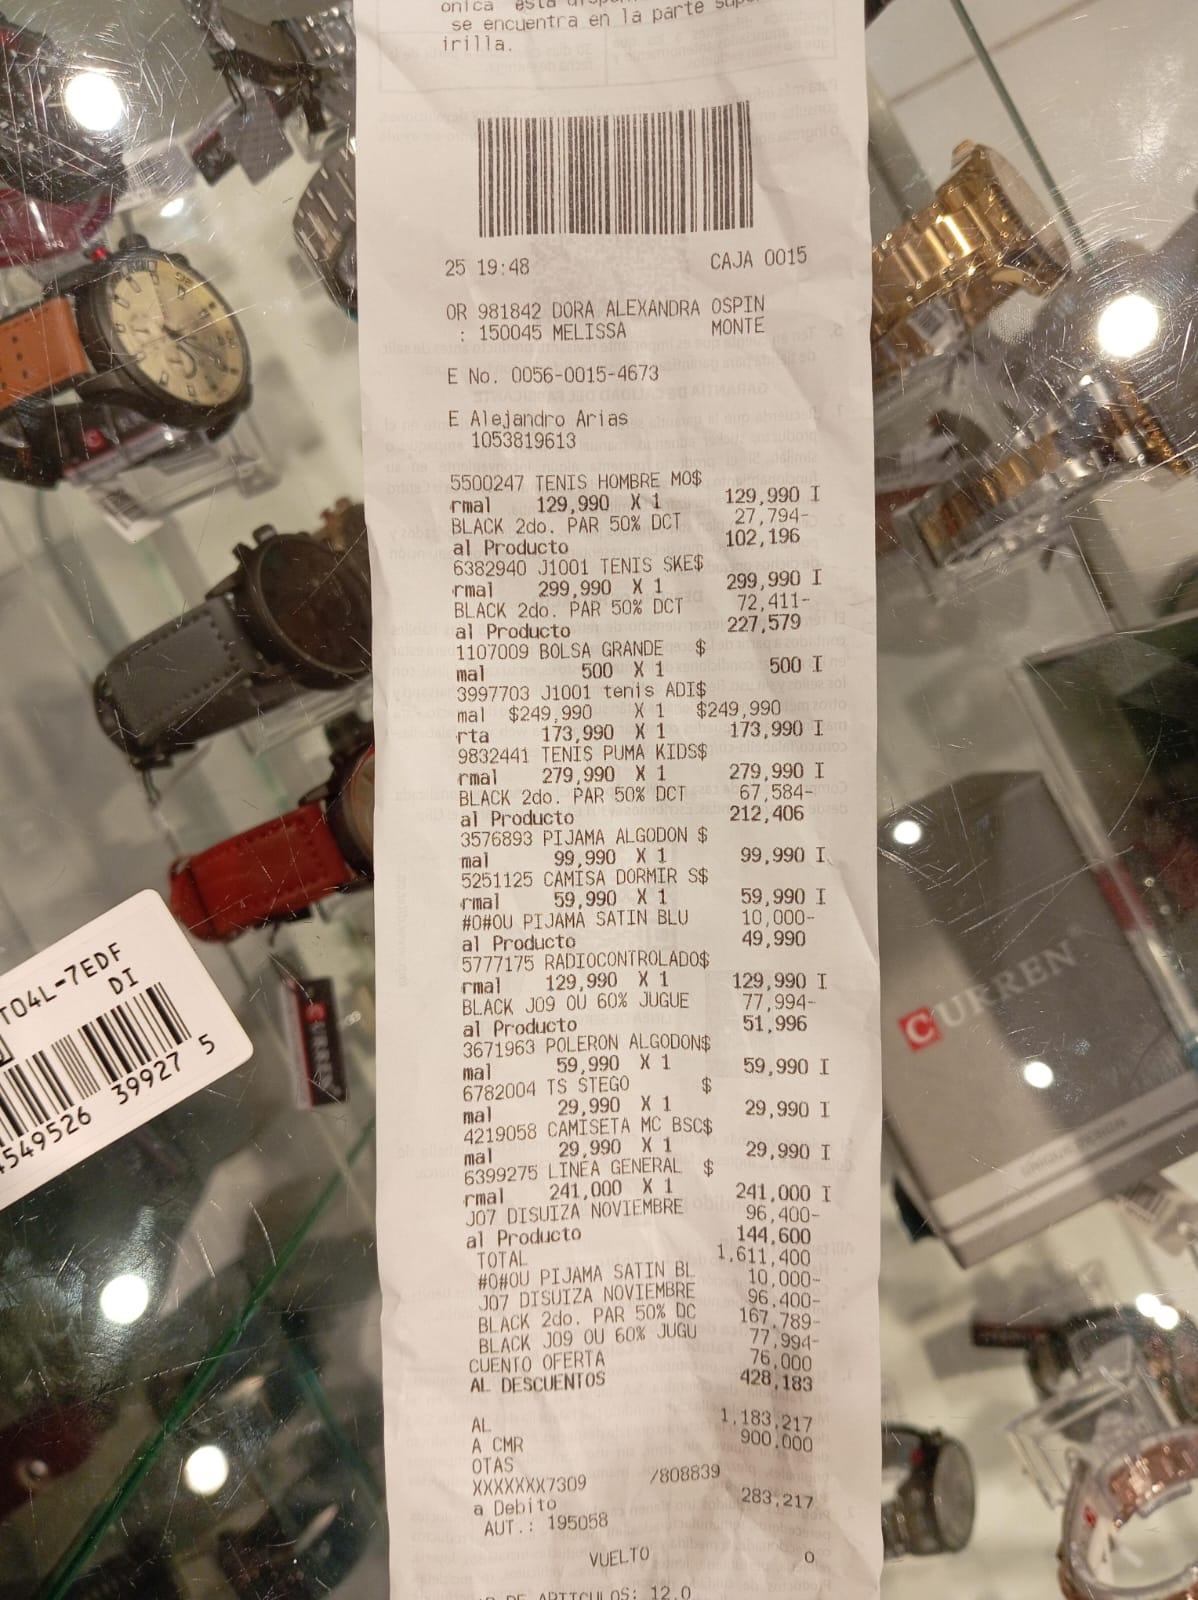 se encuentra en la parte
irilla.
25 19:48 CAJA 0015
OR 981842 DORA ALEXANDRA OSPIN
: 150045 MELISSA MONTE
E No. 0056-0015-4673
E Alejandro Arias
1053819613
5500247 TENIS HOMBRE MO$
rmal 129,990 X 1 129,990 I
BLACK 2do. PAR 50% DCT 27,794-
al Producto 102,196
6382940 J1001 TENIS SKE$
rmal 299,990 X 1 299,990 I
BLACK 2do. PAR 50% DCT 72,411-
al Producto 227,579
1107009 BOLSA GRANDE $
mal 500 X 1 500 I
3997703 J1001 tenis ADI$
mal $249,990 X 1 $249,990
rta 173,990 X 1 173,990 I
9832441 TENIS PUMA KIDS$
rmal 279,990 X 1 279,990 I
BLACK 2do. PAR 50% DCT 67,584-
al Producto 212,406
3576893 PIJAMA ALGODON $
mal 99,990 X 1 99,990 I
5251125 CAMISA DORMIR S$
rmal 59,990 X 1 59,990 I
#O#OU PIJAMA SATIN BLU 10,000-
al Producto 49,990
5777175 RADIOCONTROLADO$
rmal 129,990 X 1 129,990 I
BLACK J09 OU 60% JUGUE 77,994-
al Producto 51,996
3671963 POLERON ALGODON$
mal 59,990 X 1 59,990 I
6782004 TS STEGO $
mal 29,990 X 1 29,990 I
4219058 CAMISETA MC BSC$
mal 29,990 X 1 29,990 I
6399275 LINEA GENERAL $
rmal 241,000 X 1 241,000 I
J07 DISUIZA NOVIEMBRE 96,400-
al Producto 144,600
TOTAL 1,611,400
#O#OU PIJAMA SATIN BL 10,000-
J07 DISUIZA NOVIEMBRE 96,400-
BLACK 2do. PAR 50% DC 167,789-
BLACK J09 OU 60% JUGU 77,994-
CUENTO OFERTA 76,000
AL DESCUENTOS 428,183
AL 1,183,217
A CMR 900,000
OTAS
XXXXXXX7309 /808839
a Debito 283,217
AUT.: 195058
VUELTO 0
DE ARTICULOS: 12.0
T04L-7EDF
DI
4549526 39927 5
CURREN